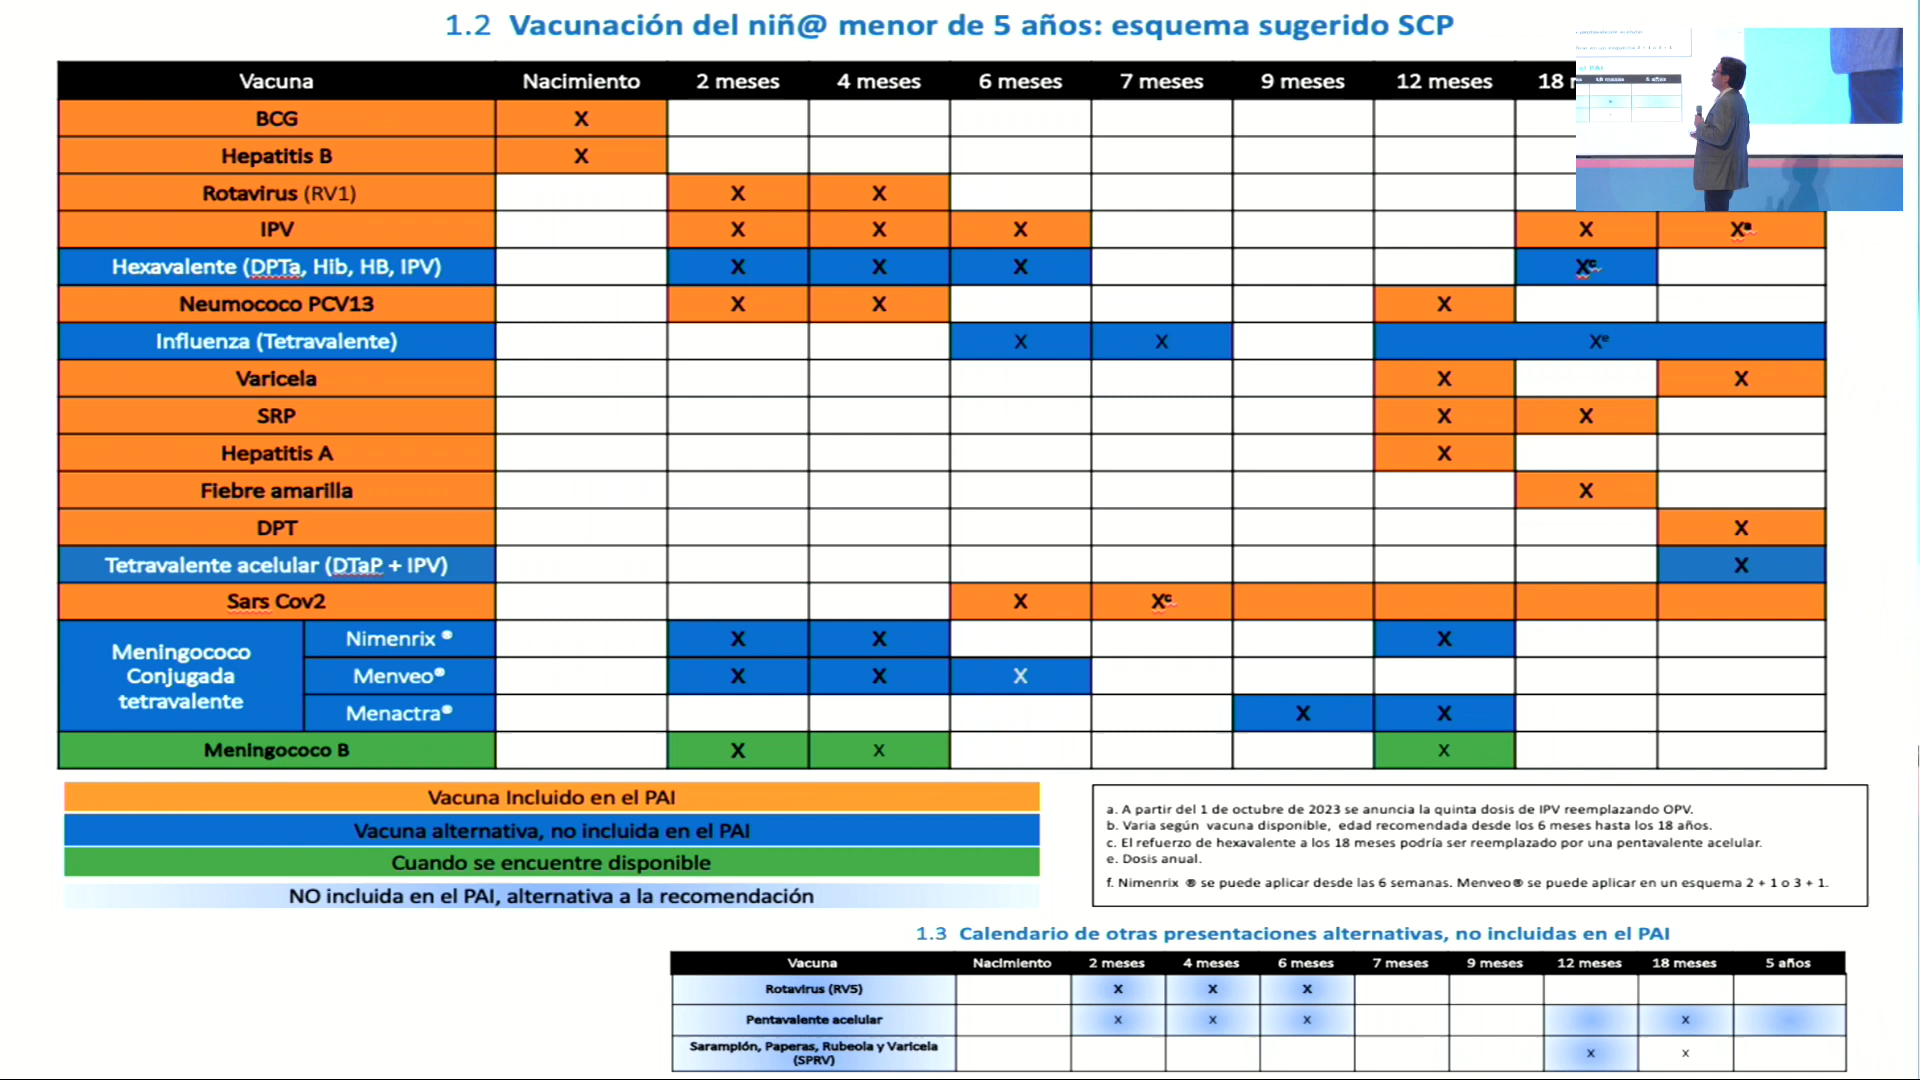 1.2 Vacunación del niñ@ menor de 5 años: esquema sugerido SCP
Vacuna Nacimiento 2 meses 4 meses 6 meses 7 meses 9 meses 12 meses 18
BCG X
Hepatitis B X
Rotavirus (RV1) X X
IPV X X X X Xª
Hexavalente (DPTa, Hib, HB, IPV) X X X Xᶜ
Neumococo PCV13 X X X
Influenza (Tetravalente) X X Xᵉ
Varicela X X
SRP X X
Hepatitis A X
Fiebre amarilla X
DPT X
Tetravalente acelular (DTaP + IPV) X
Sars Cov2 X Xᶜ
Meningococo Conjugada tetravalente
Nimenrix ® X X X
Menveo® X X X
Menactra® X X
Meningococo B X X X
Vacuna Incluido en el PAI
Vacuna alternativa, no incluida en el PAI
Cuando se encuentre disponible
NO incluida en el PAI, alternativa a la recomendación
a. A partir del 1 de octubre de 2023 se anuncia la quinta dosis de IPV reemplazando OPV.
b. Varia según vacuna disponible, edad recomendada desde los 6 meses hasta los 18 años.
c. El refuerzo de hexavalente a los 18 meses podría ser reemplazado por una pentavalente acelular.
e. Dosis anual.
f. Nimenrix ® se puede aplicar desde las 6 semanas. Menveo® se puede aplicar en un esquema 2 + 1 o 3 + 1.
1.3 Calendario de otras presentaciones alternativas, no incluidas en el PAI
Vacuna Nacimiento 2 meses 4 meses 6 meses 7 meses 9 meses 12 meses 18 meses 5 años
Rotavirus (RV5) X X X
Pentavalente acelular X X X X
Sarampión, Paperas, Rubeola y Varicela
(SPRV) X X